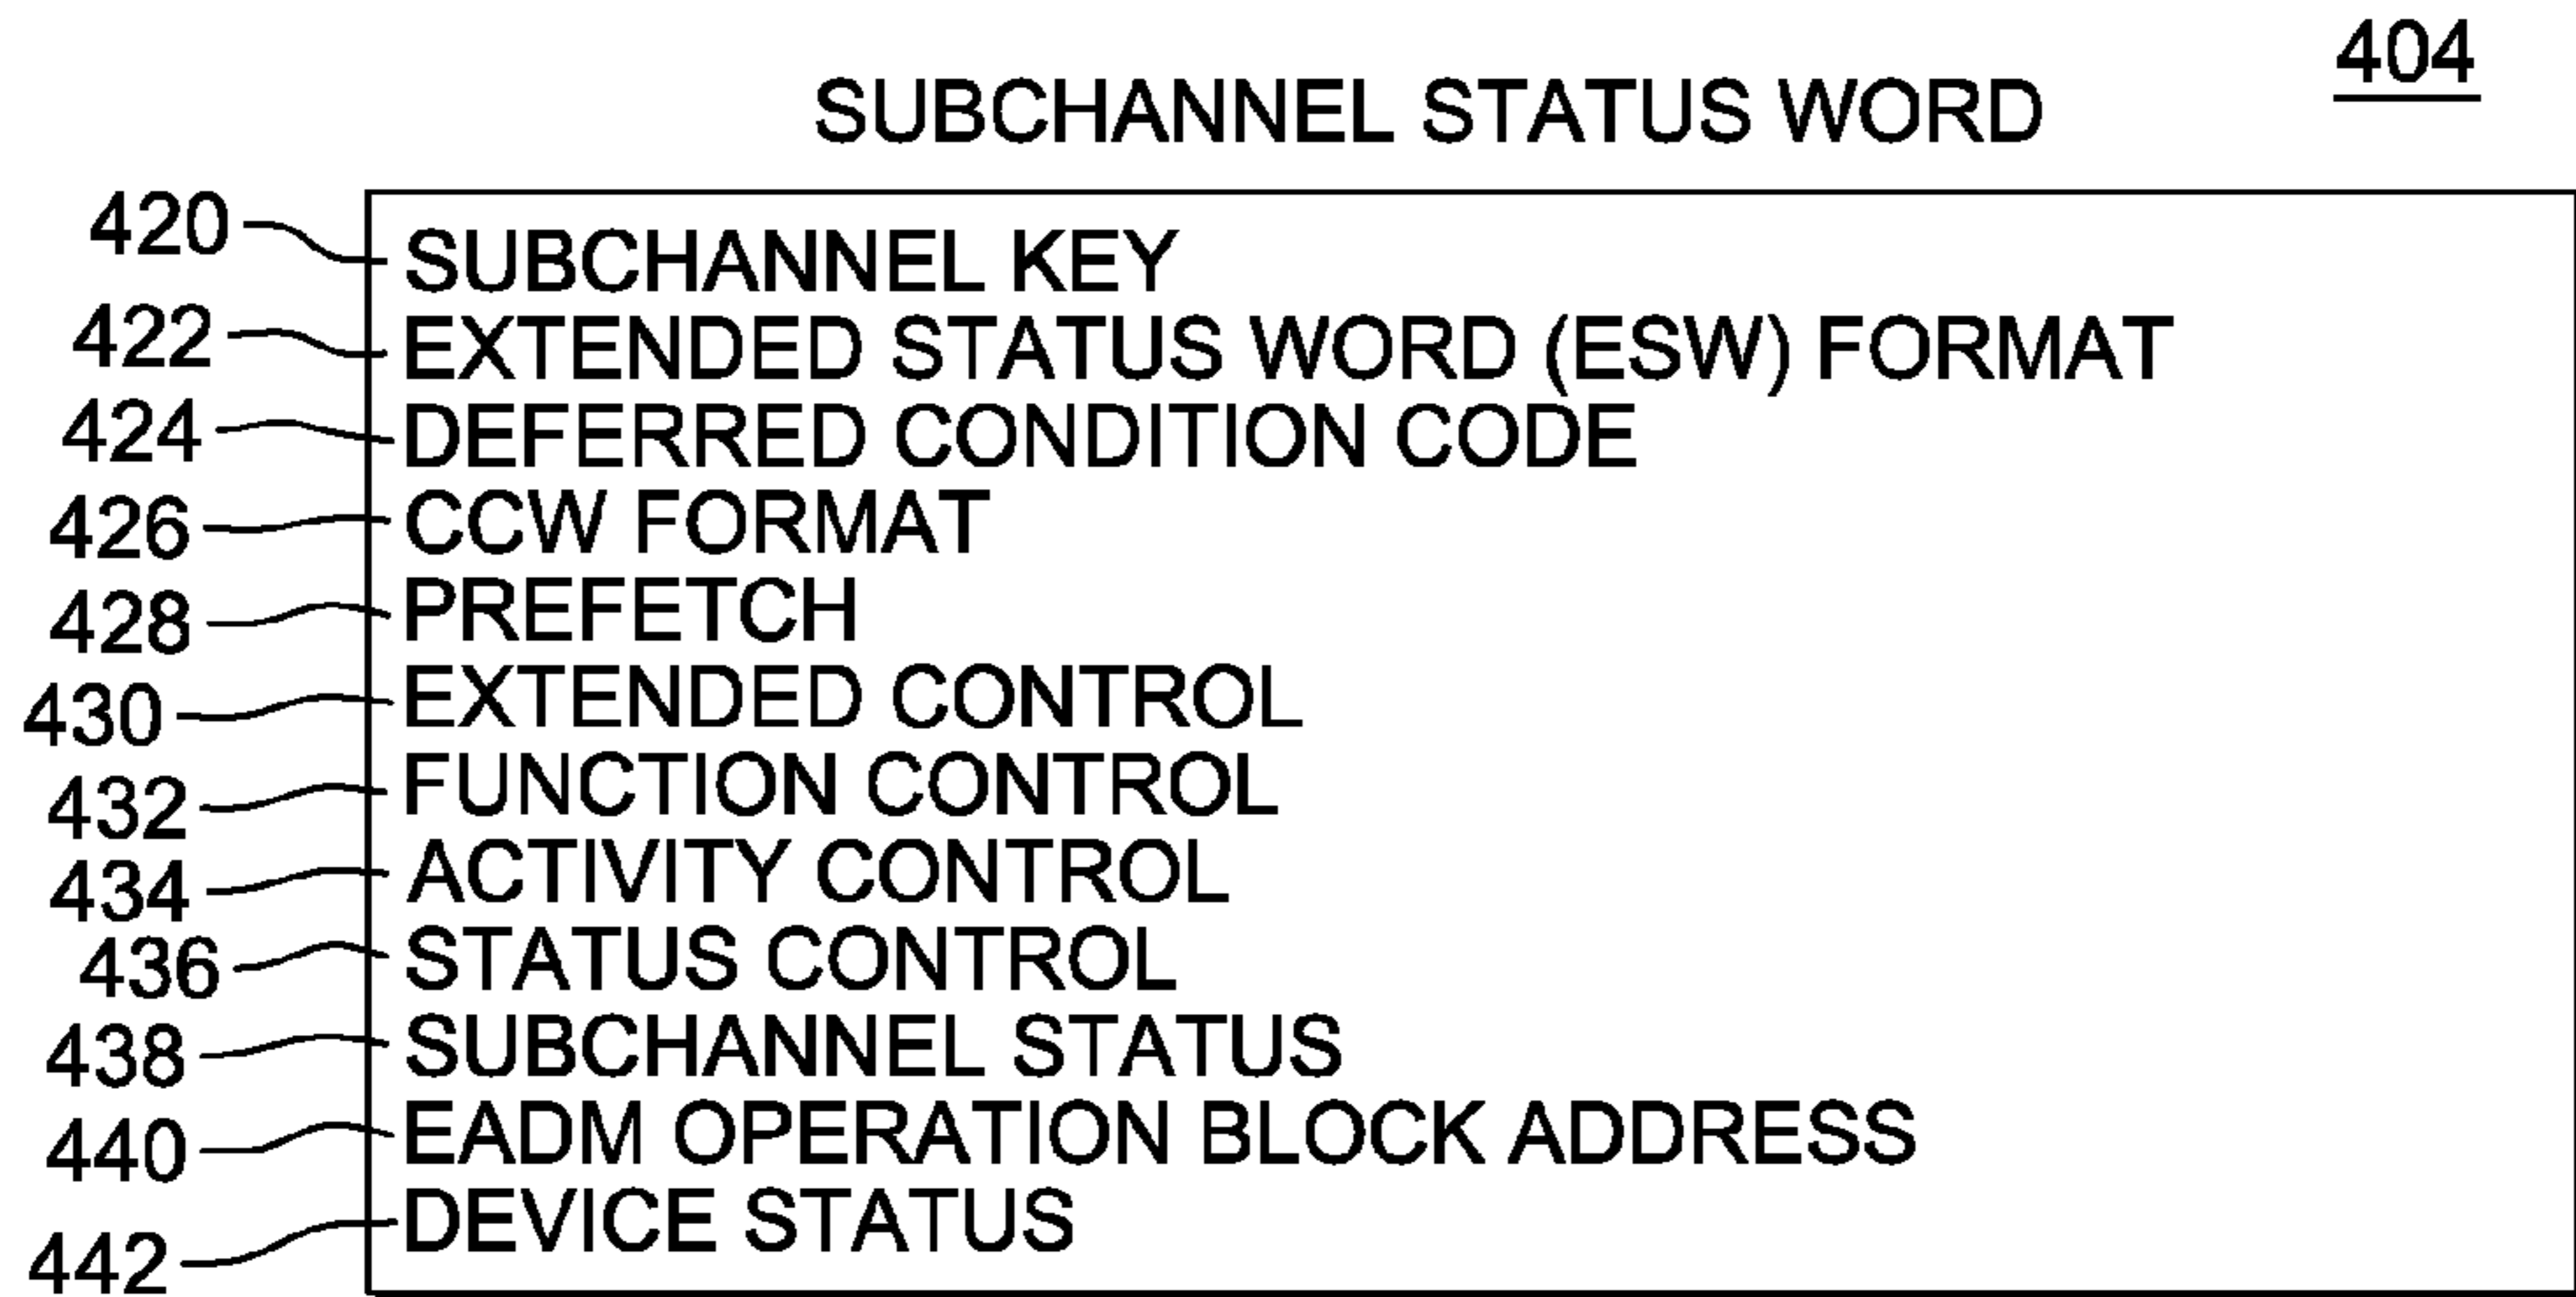 404
SUBCHANNEL STATUS WORD
420 SUBCHANNEL KEY
422 EXTENDED STATUS WORD (ESW) FORMAT
424 DEFERRED CONDITION CODE
426 CCW FORMAT
428 PREFETCH
430 EXTENDED CONTROL
432 FUNCTION CONTROL
434 ACTIVITY CONTROL
436 STATUS CONTROL
438 SUBCHANNEL STATUS
440 EADM OPERATION BLOCK ADDRESS
442 DEVICE STATUS